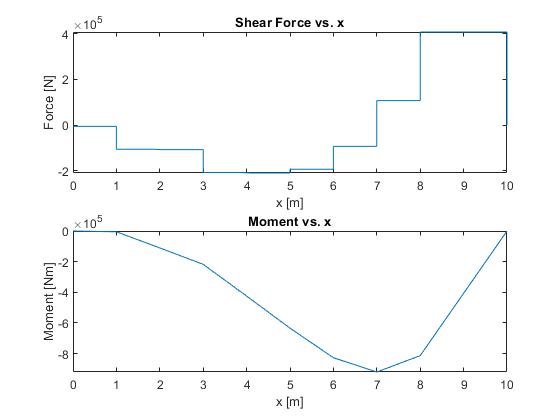 Shear Force vs. x
×10⁵
4
2
0
-2
Force [N]
0 1 2 3 4 5 6 7 8 9 10
x [m]
Moment vs. x
×10⁵
0
-2
-4
-6
-8
Moment [Nm]
0 1 2 3 4 5 6 7 8 9 10
x [m]